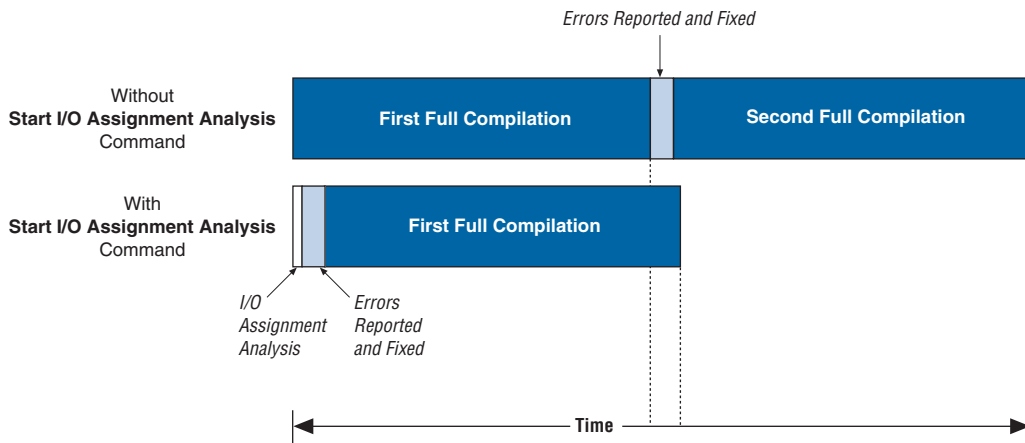 Errors Reported and Fixed
Without
Start I/O Assignment Analysis
Command
First Full Compilation
Second Full Compilation
With
Start I/O Assignment Analysis
Command
First Full Compilation
I/O
Assignment
Analysis
Errors
Reported
and Fixed
Time